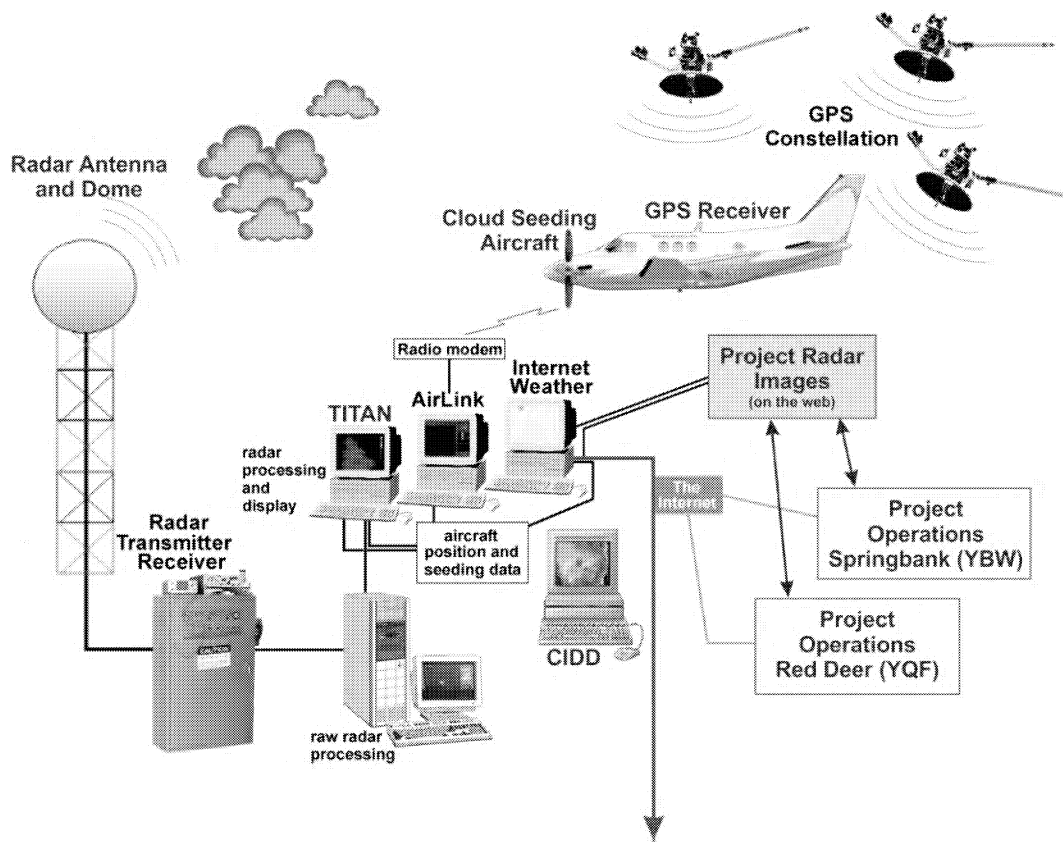 GPS
Constellation
Radar Antenna
and Dome
Cloud Seeding
Aircraft
GPS Receiver
Radio modem
Internet
Weather
AirLink
TITAN
radar
processing
and
display
Project Radar
Images
(on the web)
The
Internet
Project
Operations
Springbank (YBW)
aircraft
position and
seeding data
Radar
Transmitter
Receiver
CAUTION
CIDD
Project
Operations
Red Deer (YQF)
raw radar
processing